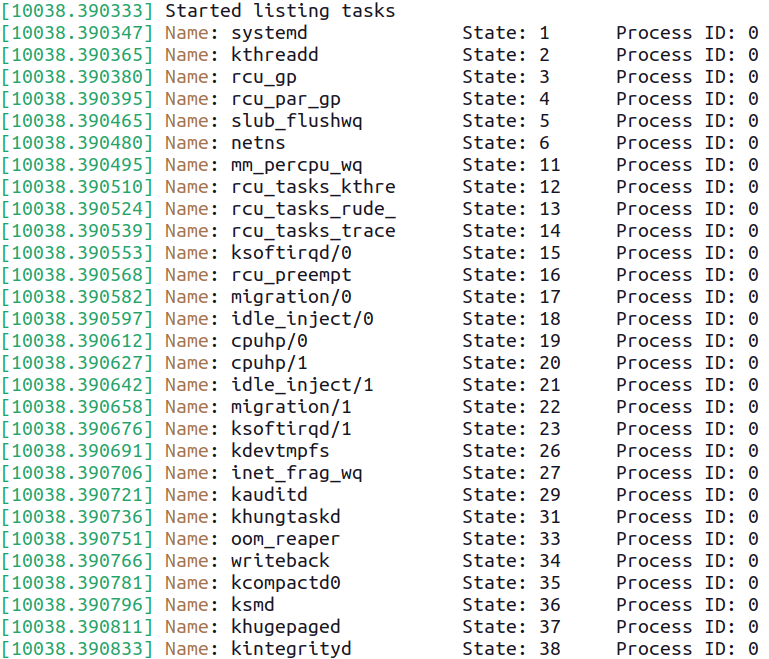 [10038.390333] Started listing tasks
[10038.390347] Name: systemd State: 1 Process ID: 0
[10038.390365] Name: kthreadd State: 2 Process ID: 0
[10038.390380] Name: rcu_gp State: 3 Process ID: 0
[10038.390395] Name: rcu_par_gp State: 4 Process ID: 0
[10038.390465] Name: slub_flushwq State: 5 Process ID: 0
[10038.390480] Name: netns State: 6 Process ID: 0
[10038.390495] Name: mm_percpu_wq State: 11 Process ID: 0
[10038.390510] Name: rcu_tasks_kthre State: 12 Process ID: 0
[10038.390524] Name: rcu_tasks_rude_ State: 13 Process ID: 0
[10038.390539] Name: rcu_tasks_trace State: 14 Process ID: 0
[10038.390553] Name: ksoftirqd/0 State: 15 Process ID: 0
[10038.390568] Name: rcu_preempt State: 16 Process ID: 0
[10038.390582] Name: migration/0 State: 17 Process ID: 0
[10038.390597] Name: idle_inject/0 State: 18 Process ID: 0
[10038.390612] Name: cpuhp/0 State: 19 Process ID: 0
[10038.390627] Name: cpuhp/1 State: 20 Process ID: 0
[10038.390642] Name: idle_inject/1 State: 21 Process ID: 0
[10038.390658] Name: migration/1 State: 22 Process ID: 0
[10038.390676] Name: ksoftirqd/1 State: 23 Process ID: 0
[10038.390691] Name: kdevtmpfs State: 26 Process ID: 0
[10038.390706] Name: inet_frag_wq State: 27 Process ID: 0
[10038.390721] Name: kauditd State: 29 Process ID: 0
[10038.390736] Name: khungtaskd State: 31 Process ID: 0
[10038.390751] Name: oom_reaper State: 33 Process ID: 0
[10038.390766] Name: writeback State: 34 Process ID: 0
[10038.390781] Name: kcompactd0 State: 35 Process ID: 0
[10038.390796] Name: ksmd State: 36 Process ID: 0
[10038.390811] Name: khugepaged State: 37 Process ID: 0
[10038.390833] Name: kintegrityd State: 38 Process ID: 0